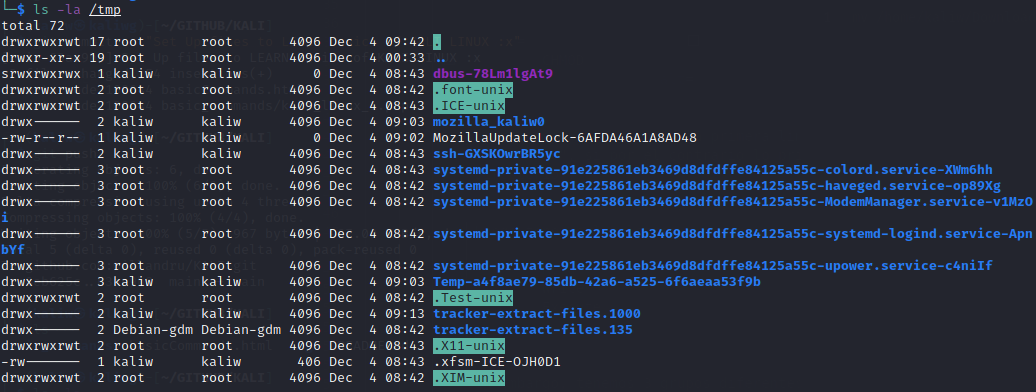 └─$ ls -la /tmp
total 72
drwxrwxrwt 17 root       root       4096 Dec  4 09:42 .
drwxr-xr-x 19 root       root       4096 Dec  4 00:33 ..
srwxrwxrwx  1 kaliw      kaliw         0 Dec  4 08:43 dbus-78Lm1lgAt9
drwxrwxrwt  2 root       root       4096 Dec  4 08:42 .font-unix
drwxrwxrwt  2 root       root       4096 Dec  4 08:43 .ICE-unix
drwx------  2 kaliw      kaliw      4096 Dec  4 09:03 mozilla_kaliw0
-rw-r--r--  1 kaliw      kaliw         0 Dec  4 09:02 MozillaUpdateLock-6AFDA46A1A8AD48
drwx------  2 kaliw      kaliw      4096 Dec  4 08:43 ssh-GXSKOwrBR5yc
drwx------  3 root       root       4096 Dec  4 08:43 systemd-private-91e225861eb3469d8dfdffe84125a55c-colord.service-XWm6hh
drwx------  3 root       root       4096 Dec  4 08:42 systemd-private-91e225861eb3469d8dfdffe84125a55c-haveged.service-op89Xg
drwx------  3 root       root       4096 Dec  4 08:42 systemd-private-91e225861eb3469d8dfdffe84125a55c-ModemManager.service-v1MzO
i
drwx------  3 root       root       4096 Dec  4 08:42 systemd-private-91e225861eb3469d8dfdffe84125a55c-systemd-logind.service-Apn
bYf
drwx------  3 root       root       4096 Dec  4 08:42 systemd-private-91e225861eb3469d8dfdffe84125a55c-upower.service-c4niIf
drwx------  3 kaliw      kaliw      4096 Dec  4 09:03 Temp-a4f8ae79-85db-42a6-a525-6f6aeaa53f9b
drwxrwxrwt  2 root       root       4096 Dec  4 08:42 .Test-unix
drwx------  2 kaliw      kaliw      4096 Dec  4 09:13 tracker-extract-files.1000
drwx------  2 Debian-gdm Debian-gdm 4096 Dec  4 08:42 tracker-extract-files.135
drwxrwxrwt  2 root       root       4096 Dec  4 08:43 .X11-unix
-rw-------  1 kaliw      kaliw       406 Dec  4 08:43 .xfsm-ICE-OJH0D1
drwxrwxrwt  2 root       root       4096 Dec  4 08:42 .XIM-unix